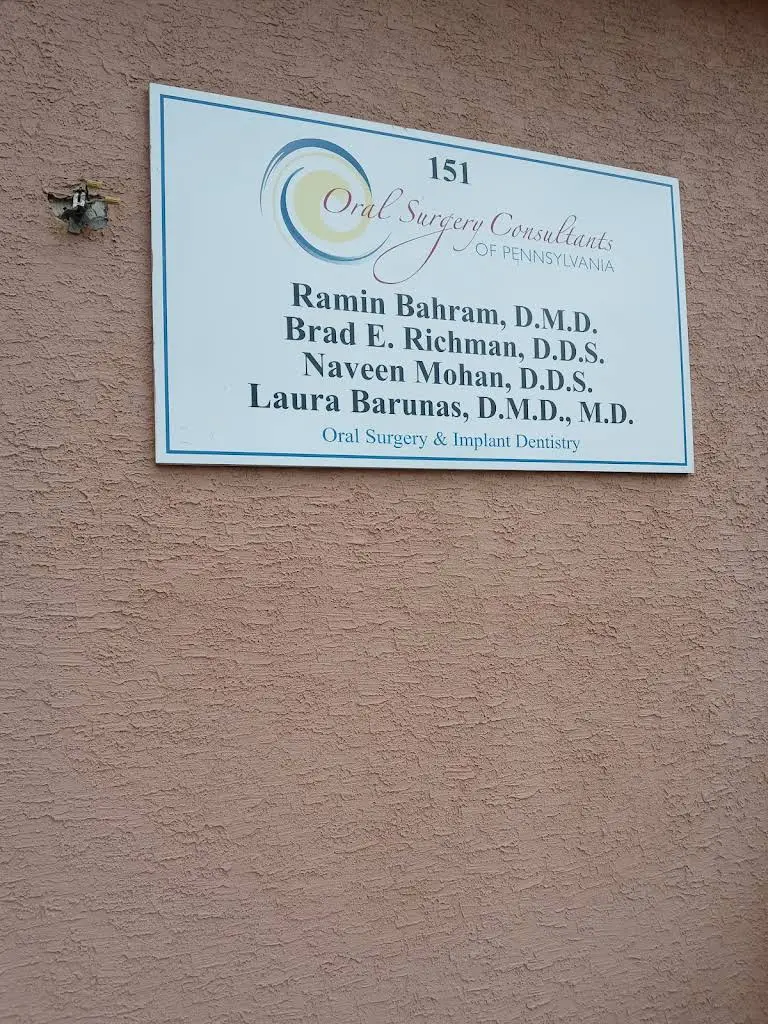 151
Oral Surgery Consultants
OF PENNSYLVANIA
Ramin Bahram, D.M.D.
Brad E. Richman, D.D.S.
Naveen Mohan, D.D.S.
Laura Barunas, D.M.D., M.D.
Oral Surgery & Implant Dentistry